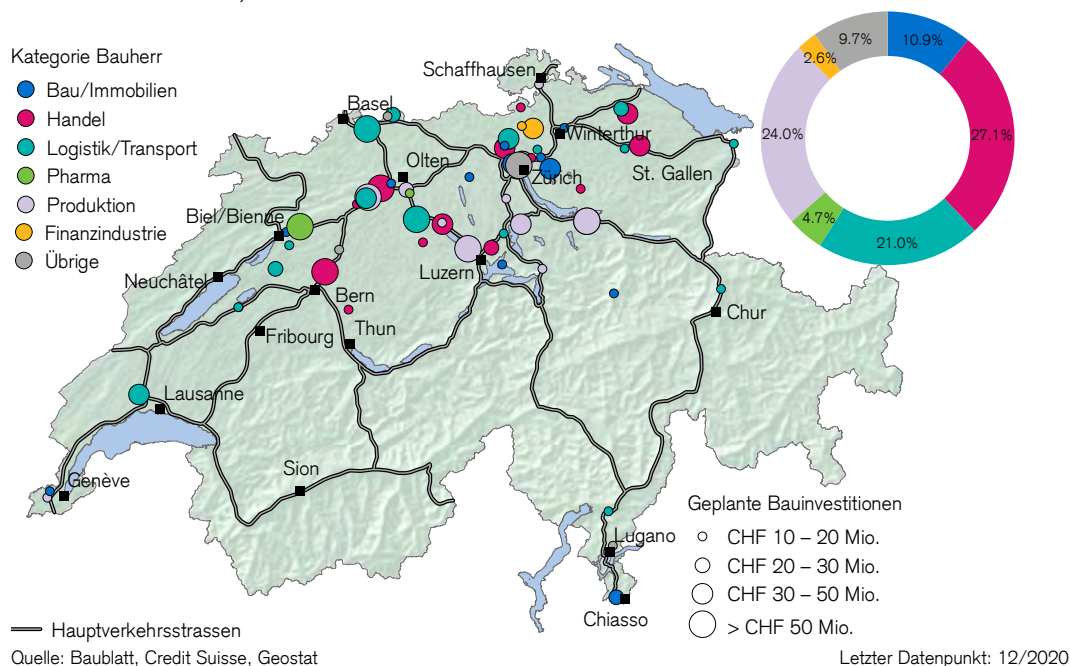 Kategorie Bauherr
Bau/Immobilien
Handel
Logistik/Transport
Pharma
Produktion
Finanzindustrie
Übrige
Schaffhausen
Basel
Winterthur
Olten
Zürich
St. Gallen
Biel/Bienne
Luzern
Neuchâtel
Bern
Chur
Fribourg
Thun
Lausanne
Sion
Genève
Lugano
Chiasso
9.7%
10.9%
2.6%
24.0%
27.1%
4.7%
21.0%
Geplante Bauinvestitionen
CHF 10 – 20 Mio.
CHF 20 – 30 Mio.
CHF 30 – 50 Mio.
> CHF 50 Mio.
Hauptverkehrsstrassen
Quelle: Baublatt, Credit Suisse, Geostat
Letzter Datenpunkt: 12/2020